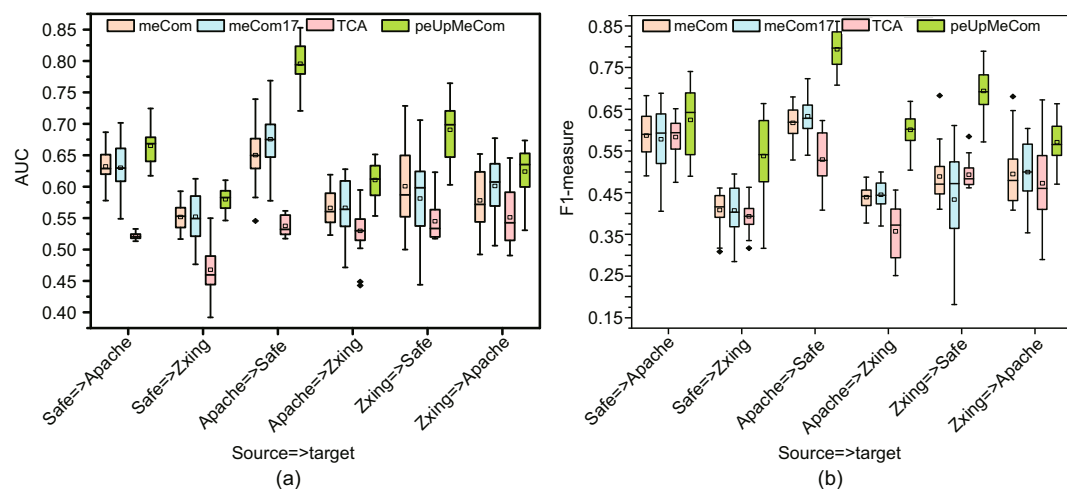 meCom meCom17 TCA peUpMeCom
0.85
0.80
0.75
0.70
0.65
0.60
0.55
0.50
0.45
0.40
AUC
Safe=>Apache
Safe=>Zxing
Apache=>Safe
Apache=>Zxing
Zxing=>Safe
Zxing=>Apache
Source=>target
(a)
meCom meCom17 TCA peUpMeCom
0.85
0.75
0.65
0.55
0.45
0.35
0.25
0.15
F1-measure
Safe=>Apache
Safe=>Zxing
Apache=>Safe
Apache=>Zxing
Zxing=>Safe
Zxing=>Apache
Source=>target
(b)